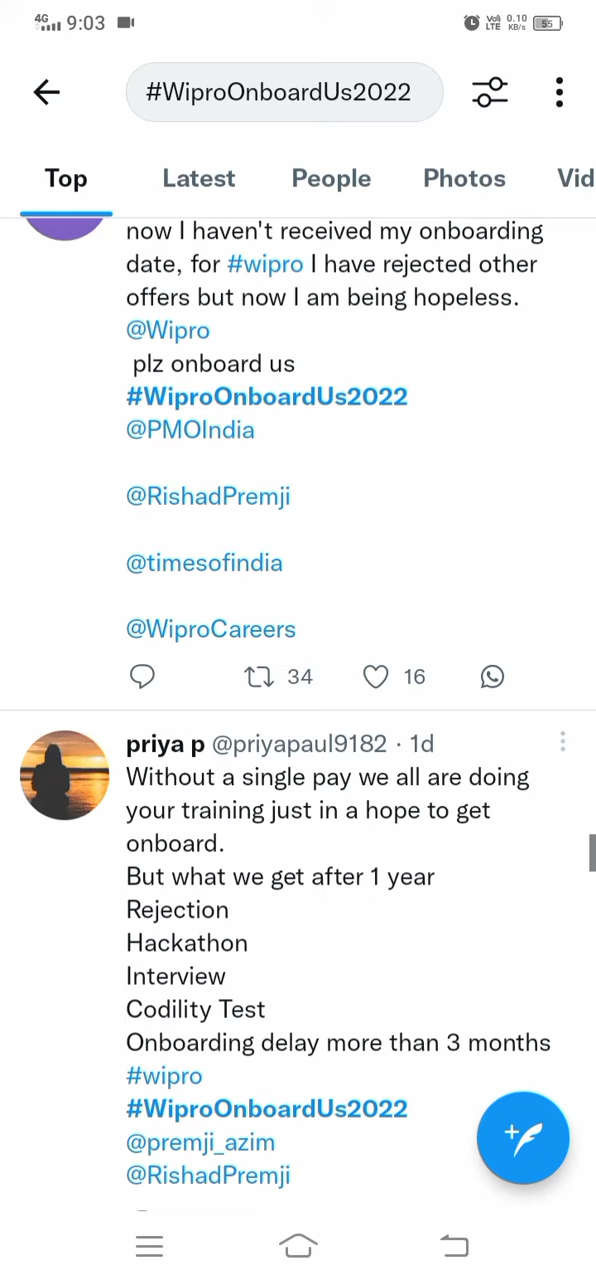 4G 9:03 Vo) LTE 0.10 KB/s 55
#WiproOnboardUs2022
Top Latest People Photos Vid
now I haven't received my onboarding
date, for #wipro I have rejected other
offers but now I am being hopeless.
@Wipro
plz onboard us
#WiproOnboardUs2022
@PMOIndia
@RishadPremji
@timesofindia
@WiproCareers
34 16
priya p @priyapaul9182 · 1d
Without a single pay we all are doing
your training just in a hope to get
onboard.
But what we get after 1 year
Rejection
Hackathon
Interview
Codility Test
Onboarding delay more than 3 months
#wipro
#WiproOnboardUs2022
@premji_azim
@RishadPremji